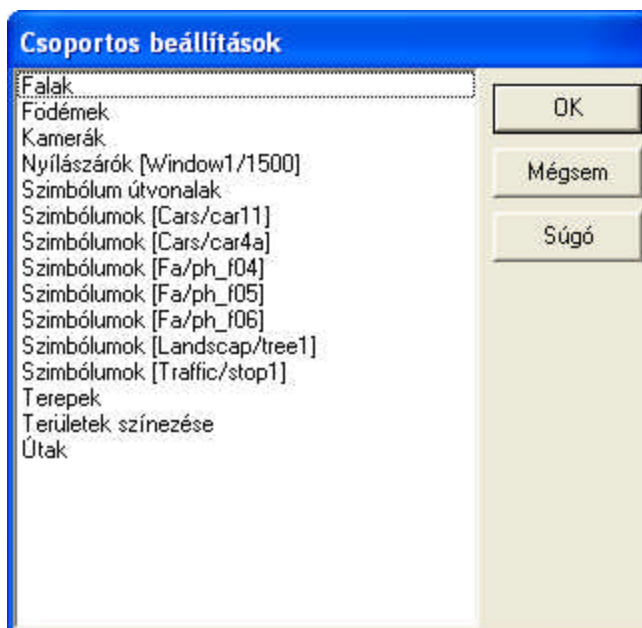 Csoportos beállítások
Falak
Födémek
Kamerák
Nyílászárók [Window1/1500]
Szimbólum útvonalak
Szimbólumok [Cars/car11]
Szimbólumok [Cars/car4a]
Szimbólumok [Fa/ph_f04]
Szimbólumok [Fa/ph_f05]
Szimbólumok [Fa/ph_f06]
Szimbólumok [Landscap/tree1]
Szimbólumok [Traffic/stop1]
Terepek
Területek színezése
Útak
OK
Mégsem
Súgó